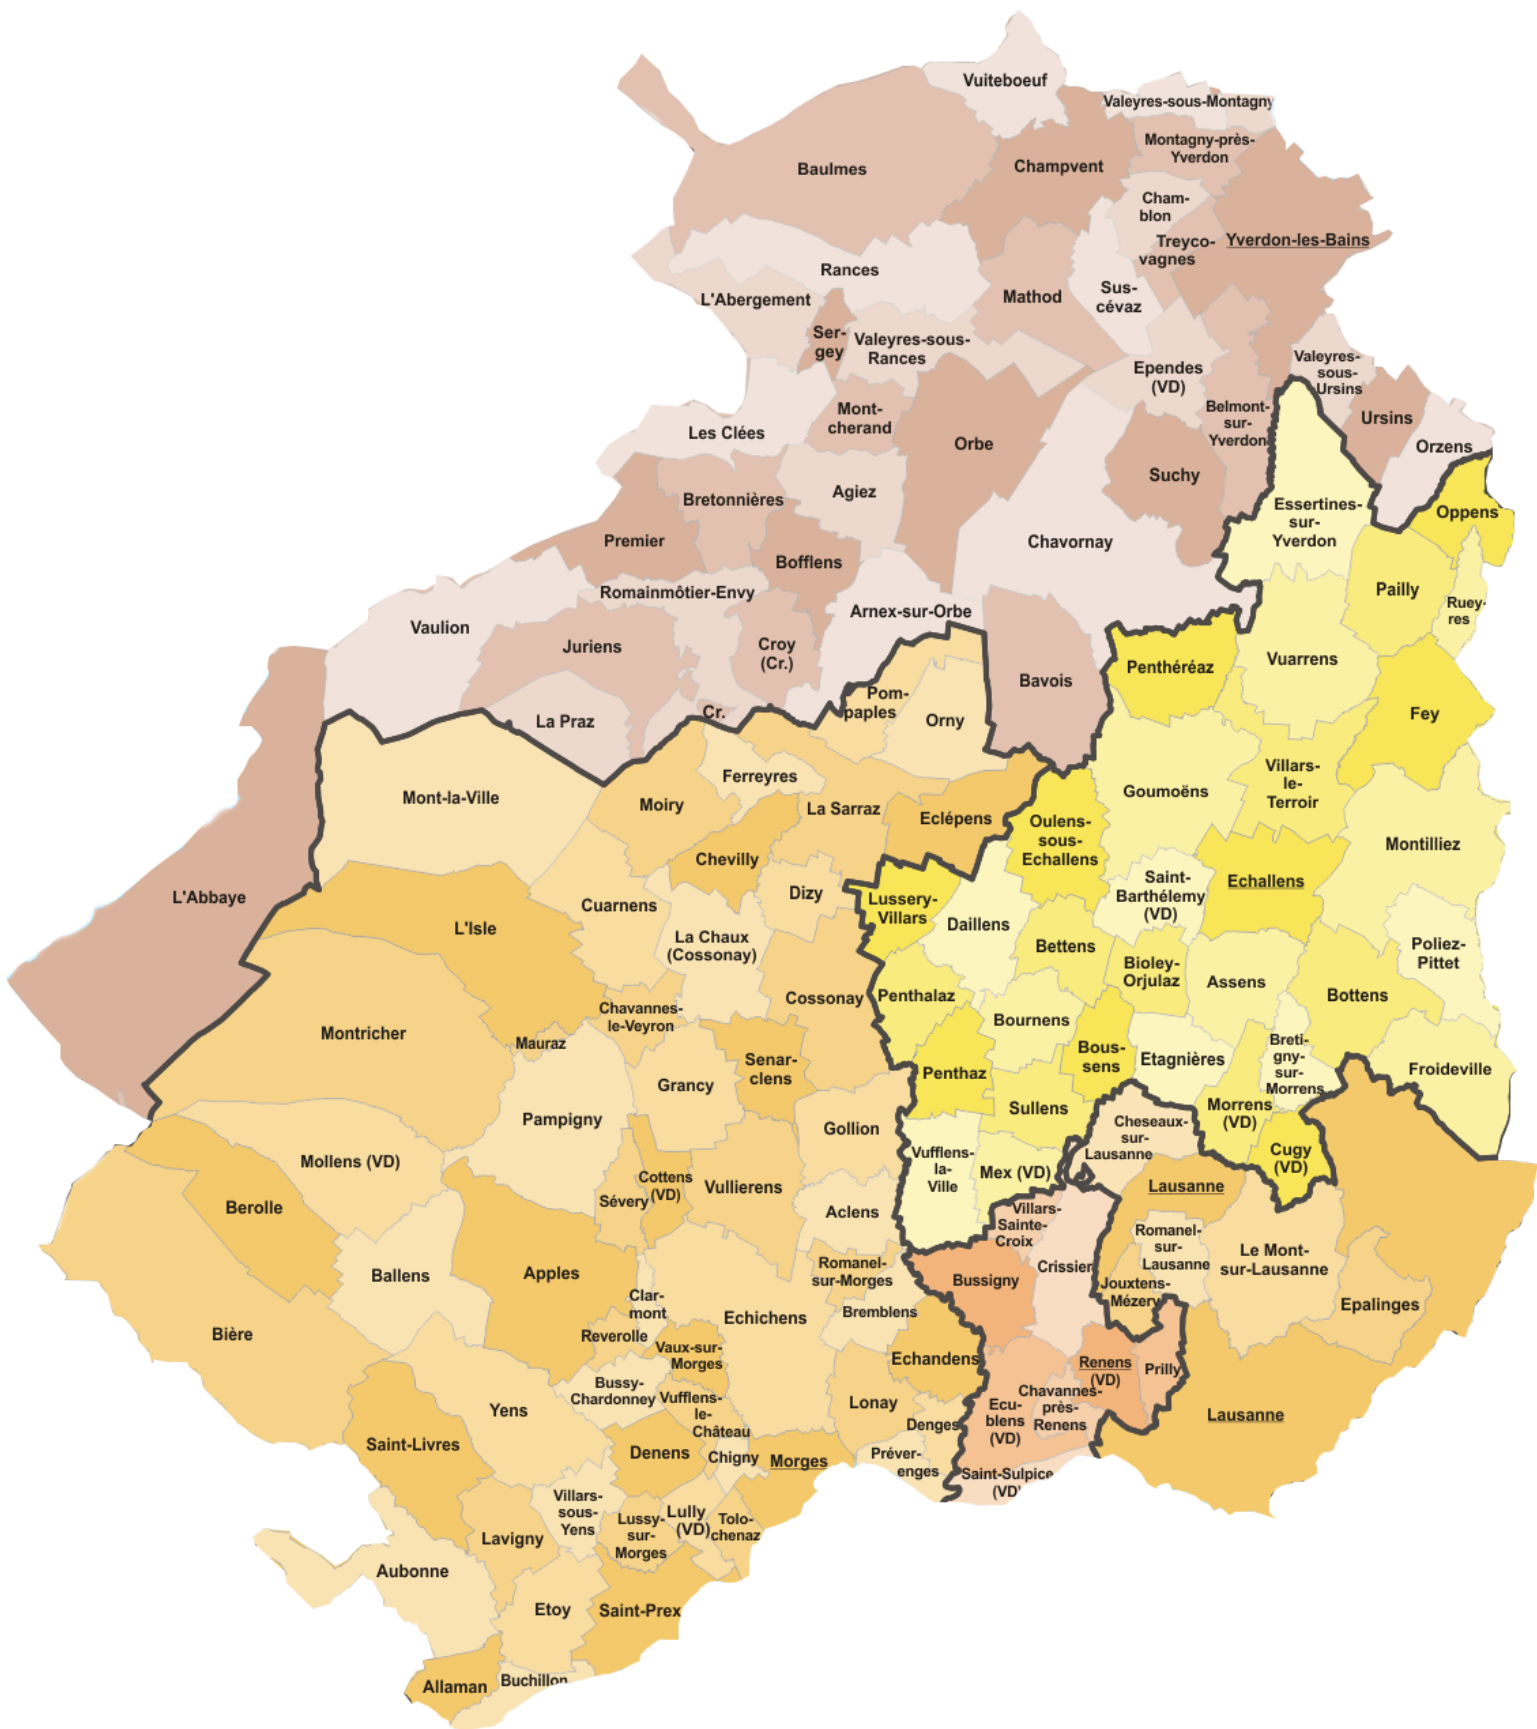 Vuiteboeuf
Valeyres-sous-Montagny
Montagny-près-
Yverdon
Baulmes
Champvent
Cham-
blon
Treyco-
vagnes
Yverdon-les-Bains
Rances
L'Abergement
Mathod
Sus-
cévaz
Ser-
gey
Valeyres-sous-
Rances
Ependes
(VD)
Valeyres-
sous-
Ursins
Mont-
cherand
Belmont-
sur-
Yverdon
Ursins
Les Clées
Orbe
Orzens
Suchy
Bretonnières
Agiez
Essertines-
sur-
Yverdon
Oppens
Premier
Chavornay
Bofflens
Pailly
Romainmôtier-Envy
Arnex-sur-Orbe
Ruey-
res
Vaulion
Juriens
Croy
(Cr.)
Penthéréaz
Vuarrens
Bavois
Pom-
paples
Cr.
La Praz
Orny
Fey
Ferreyres
Villars-
le-
Terroir
Mont-la-Ville
Moiry
La Sarraz
Goumoëns
Eclépens
Oulens-
sous-
Echallens
Montilliez
Chevilly
L'Abbaye
Cuarnens
Dizy
Lussery-
Villars
Saint-
Barthélemy
(VD)
Echallens
L'Isle
La Chaux
(Cossonay)
Daillens
Bettens
Poliez-
Pittet
Bioley-
Orjulaz
Assens
Cossonay
Penthalaz
Bottens
Montricher
Chavannes-
le-Veyron
Bournens
Mauraz
Senar-
clens
Bous-
sens
Etagnières
Breti-
gny-
sur-
Morrens
Grancy
Penthaz
Froideville
Pampigny
Gollion
Sullens
Morrens
(VD)
Cheseaux-
sur-
Lausanne
Mollens (VD)
Vufflens-
la-
Ville
Mex (VD)
Cugy
(VD)
Cottens
(VD)
Sévery
Vullierens
Lausanne
Berolle
Aclens
Villars-
Sainte-
Croix
Romanel-
sur-
Lausanne
Le Mont-
sur-Lausanne
Ballens
Apples
Romanel-
sur-Morges
Bussigny
Crissier
Jouxtens-
Mézery
Clar-
mont
Echichens
Bremblens
Epalinges
Bière
Reverolle
Vaux-sur-
Morges
Echandens
Renens
(VD)
Prilly
Bussy-
Chardonney
Vufflens-
le-
Château
Lonay
Chavannes-
près-
Renens
Ecu-
blens
(VD)
Yens
Denges
Lausanne
Saint-Livres
Denens
Chigny
Morges
Préver-
enges
Saint-Sulpice
(VD)
Villars-
sous-
Yens
Lully
(VD)
Tolo-
chenaz
Lussy-
sur-
Morges
Lavigny
Aubonne
Etoy
Saint-Prex
Allaman
Buchillon